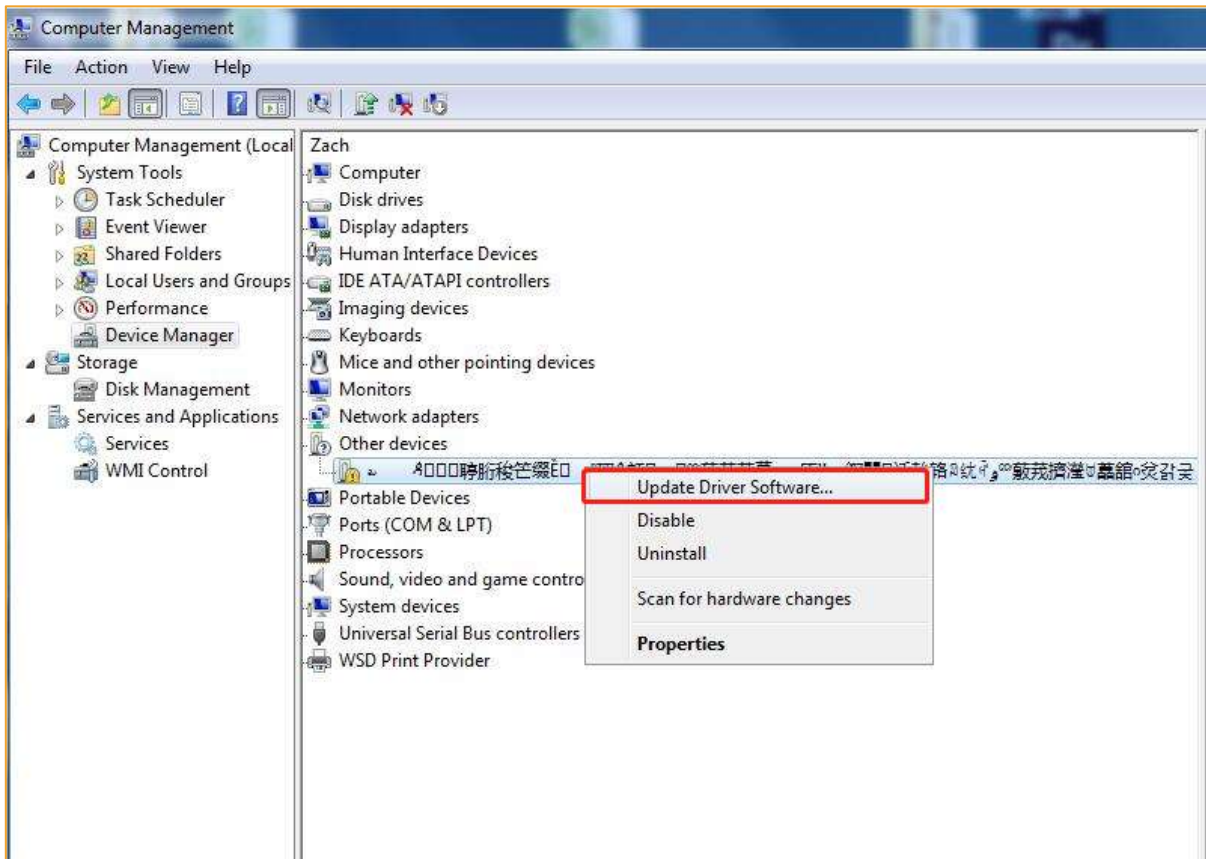 Computer Management
File Action View Help
Computer Management (Local
System Tools
Task Scheduler
Event Viewer
Shared Folders
Local Users and Groups
Performance
Device Manager
Storage
Disk Management
Services and Applications
Services
WMI Control
Zach
Computer
Disk drives
Display adapters
Human Interface Devices
IDE ATA/ATAPI controllers
Imaging devices
Keyboards
Mice and other pointing devices
Monitors
Network adapters
Other devices
Portable Devices
Ports (COM & LPT)
Processors
Sound, video and game contro
System devices
Universal Serial Bus controllers
WSD Print Provider
Update Driver Software...
Disable
Uninstall
Scan for hardware changes
Properties